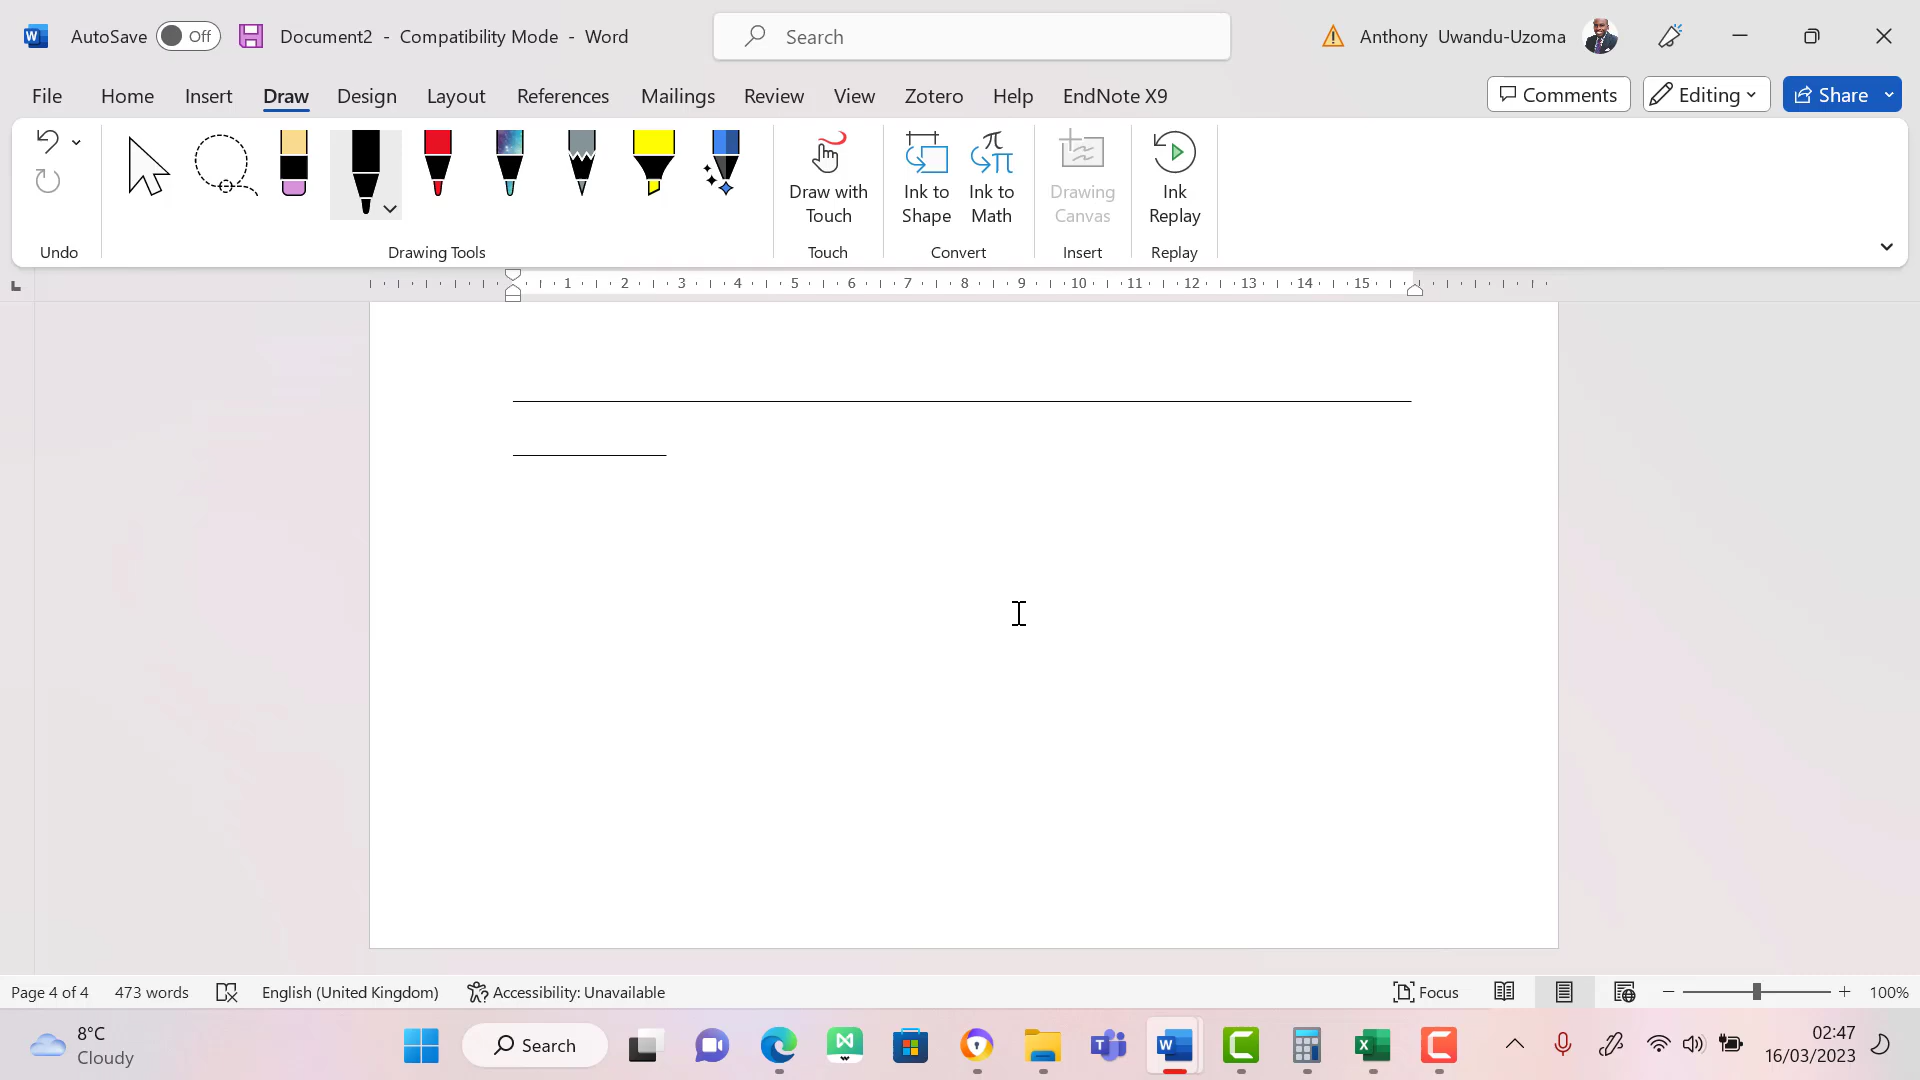 AutoSave Off Document2 - Compatibility Mode - Word Search Anthony Uwandu-Uzoma
File Home Insert Draw Design Layout References Mailings Review View Zotero Help EndNote X9 Comments Editing Share
Draw with Touch
Ink to Shape
Ink to Math
Drawing Canvas
Ink Replay
Undo Drawing Tools Touch Convert Insert Replay
1 2 3 4 5 6 7 8 9 10 11 12 13 14 15
Page 4 of 4 473 words English (United Kingdom) Accessibility: Unavailable Focus 100%
8°C
Cloudy
Search
02:47
16/03/2023